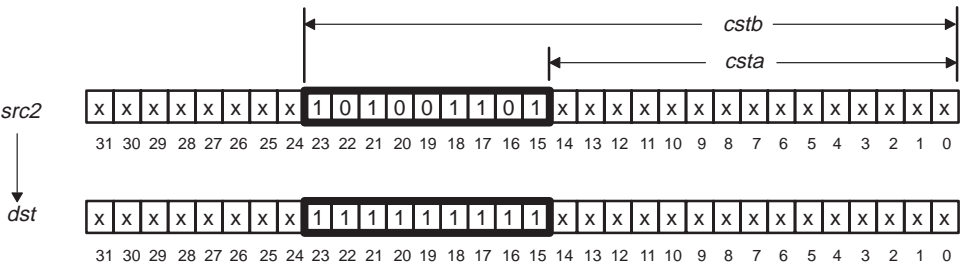 cstb
csta
src2 x x x x x x x x 1 0 1 0 0 1 1 0 1 x x x x x x x x x x x x x x x
31 30 29 28 27 26 25 24 23 22 21 20 19 18 17 16 15 14 13 12 11 10 9 8 7 6 5 4 3 2 1 0
dst x x x x x x x x 1 1 1 1 1 1 1 1 1 x x x x x x x x x x x x x x x
31 30 29 28 27 26 25 24 23 22 21 20 19 18 17 16 15 14 13 12 11 10 9 8 7 6 5 4 3 2 1 0